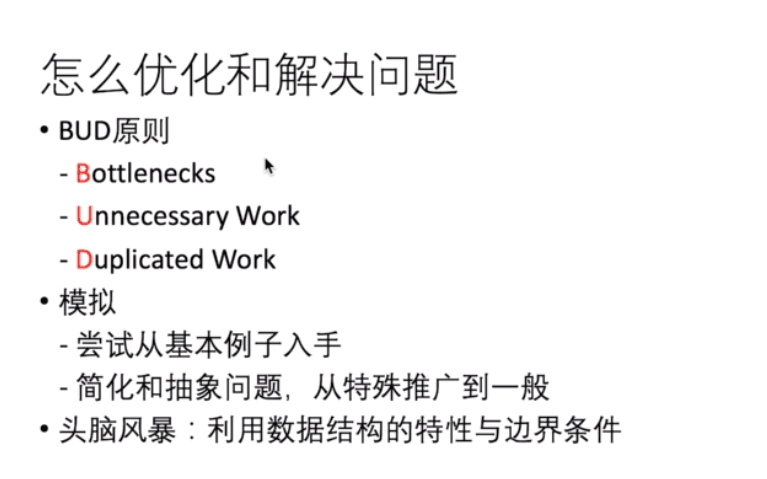 怎么优化和解决问题
• BUD原则
- Bottlenecks
- Unnecessary Work
- Duplicated Work
• 模拟
- 尝试从基本例子入手
- 简化和抽象问题，从特殊推广到一般
• 头脑风暴：利用数据结构的特性与边界条件